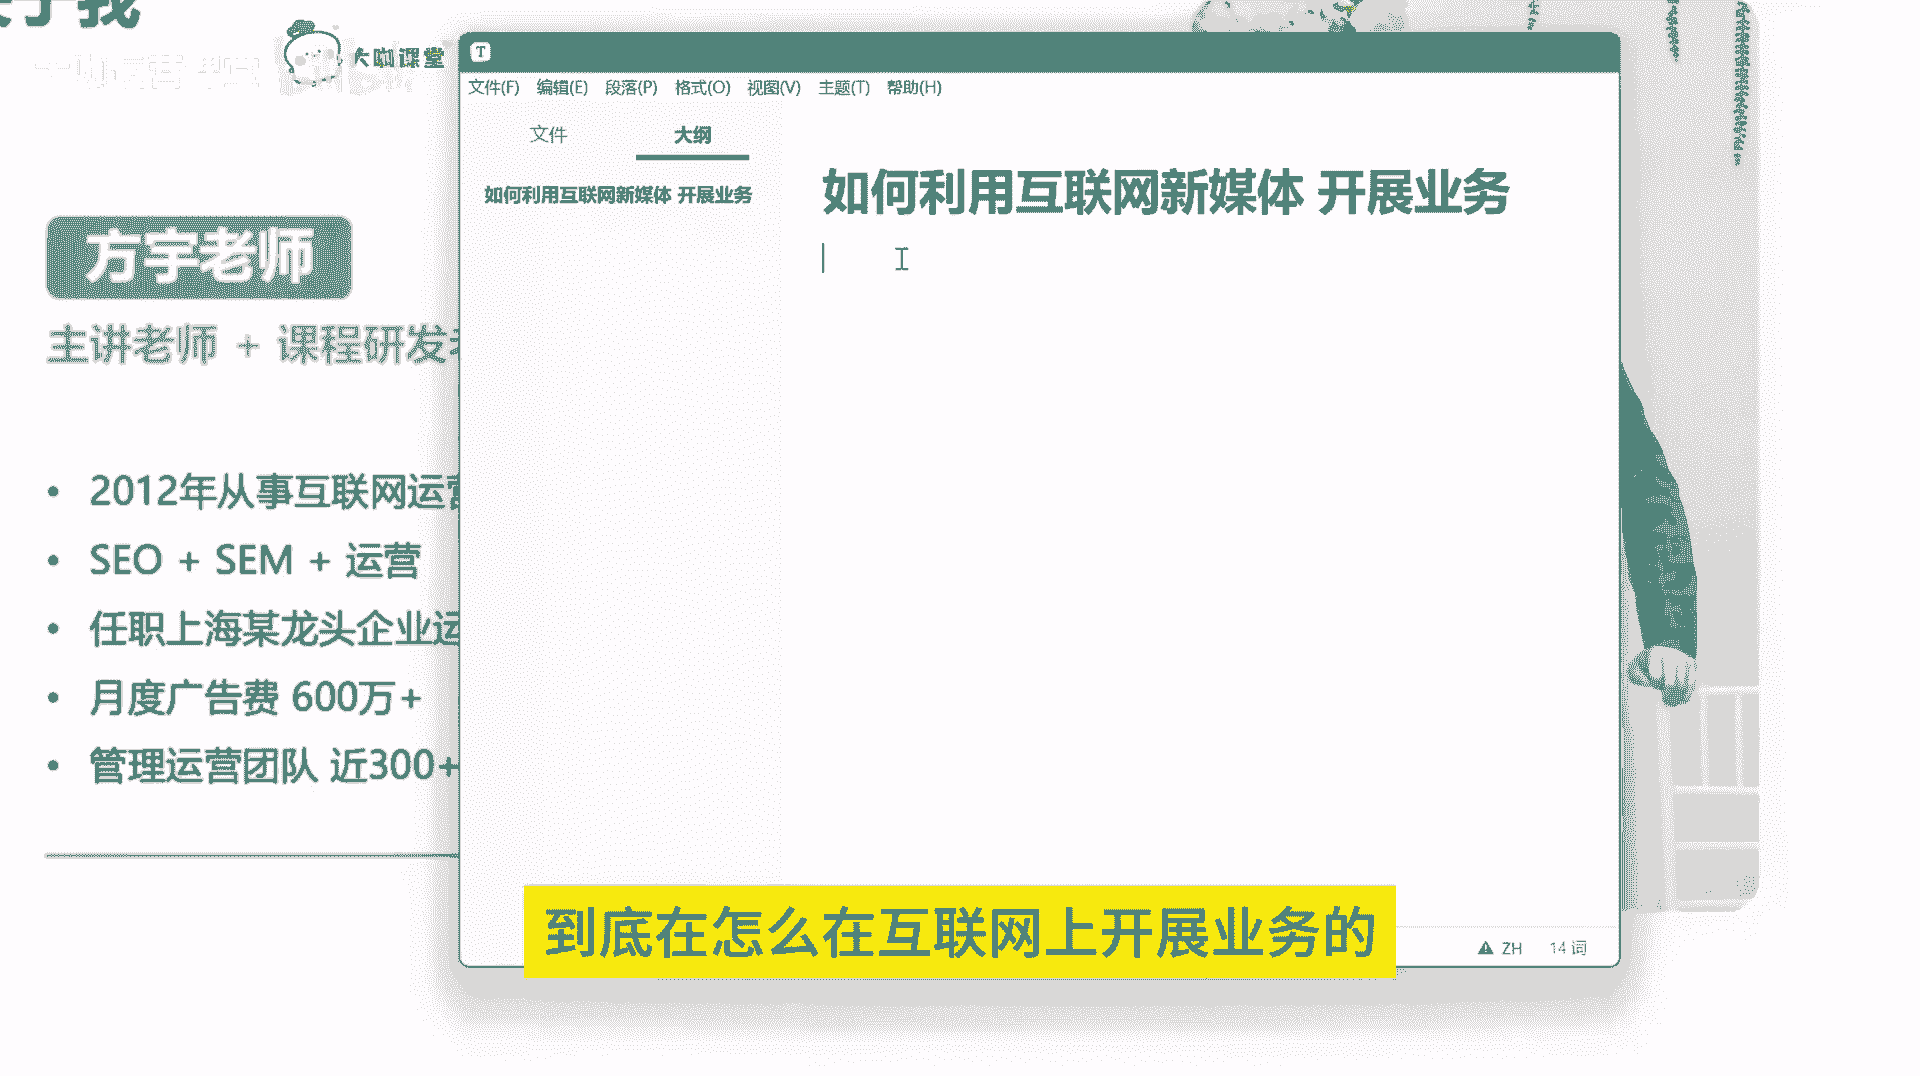 于我
大咖课堂
T
文件(F) 编辑(E) 段落(P) 格式(O) 视图(V) 主题(T) 帮助(H)
文件 大纲
如何利用互联网新媒体 开展业务
如何利用互联网新媒体 开展业务
方宇老师
主讲老师 + 课程研发
2012年从事互联网运营
SEO + SEM + 运营
任职上海某龙头企业运
月度广告费 600万+
管理运营团队 近300+
到底在怎么在互联网上开展业务的
ZH 14 词